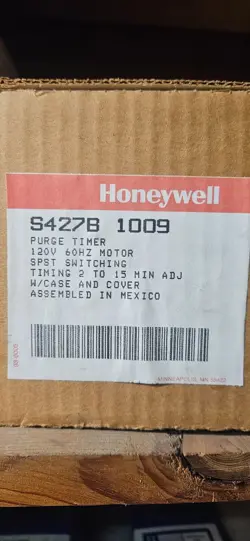 Honeywell
S427B 1009
PURGE TIMER
120V 60HZ MOTOR
SPST SWITCHING
TIMING 2 TO 15 MIN ADJ
W/CASE AND COVER
ASSEMBLED IN MEXICO